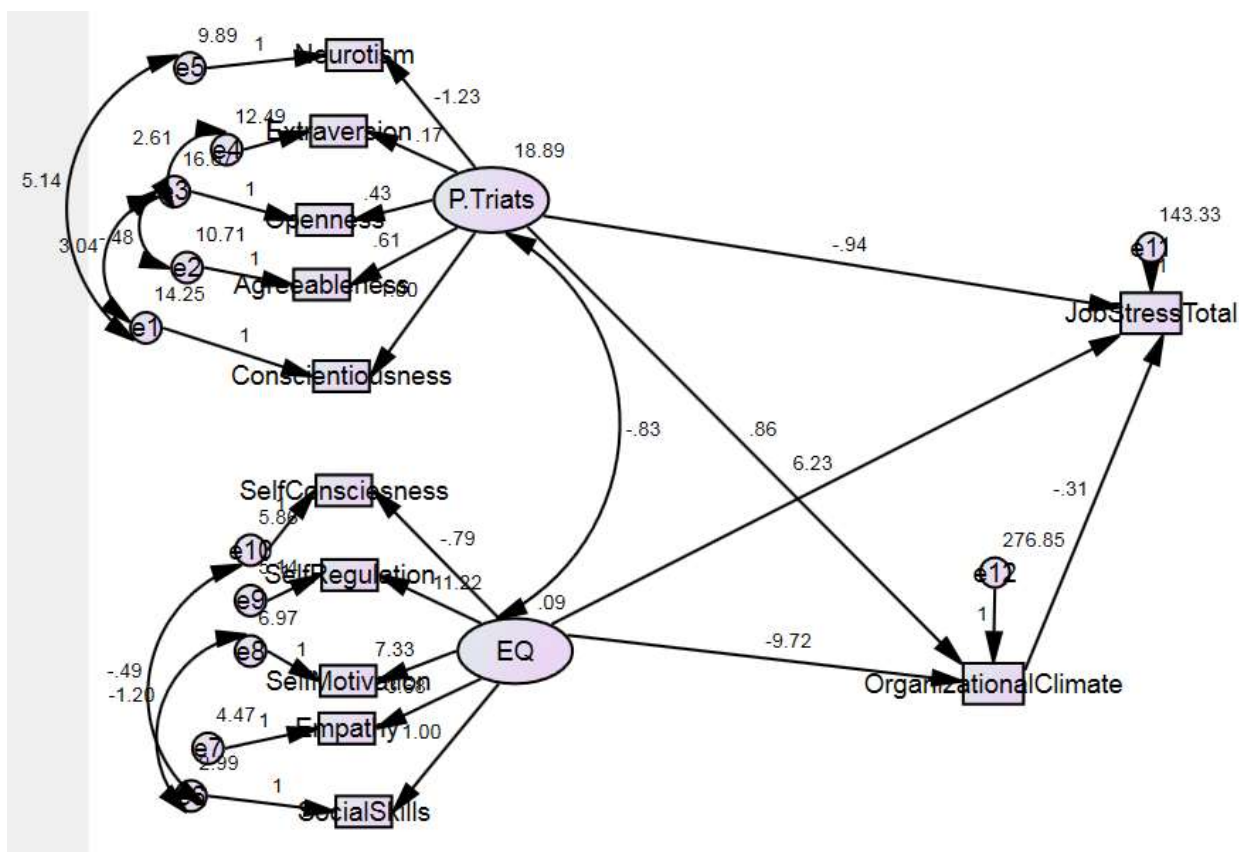 9.89
1
e5
Neurotism
-1.23
12.49
e4
Extraversion
.17
18.89
2.61
e3
1
Openness
.43
P.Triats
5.14
3.04
.48
10.71
e2
1
Agreeableness
.61
-.94
143.33
e11
1
JobStressTotal
14.25
e1
1
Conscientiousness
-.83
.86
6.23
-.31
SelfConsciesness
1
5.86
e10
-.79
SelfRegulation
11.22
e9
6.97
.09
276.85
e12
1
e8
1
7.33
EQ
-9.72
SelfMotivation
OrganizationalClimate
-.49
-1.20
4.47
1
Empathy
1.00
e7
2.99
1
SocialSkills